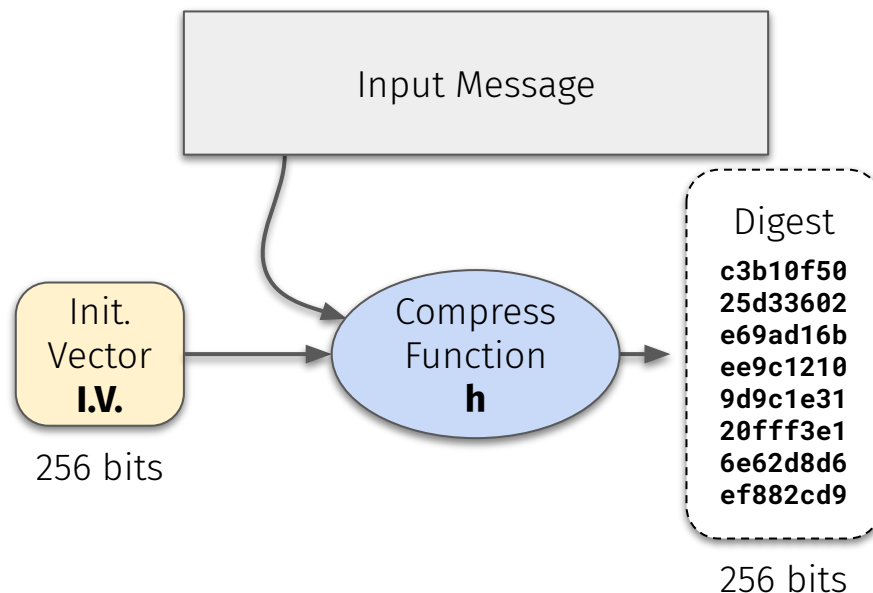 Input Message
Init.
Vector
I.V.
256 bits
Compress
Function
h
Digest
c3b10f50
25d33602
e69ad16b
ee9c1210
9d9c1e31
20fff3e1
6e62d8d6
ef882cd9
256 bits